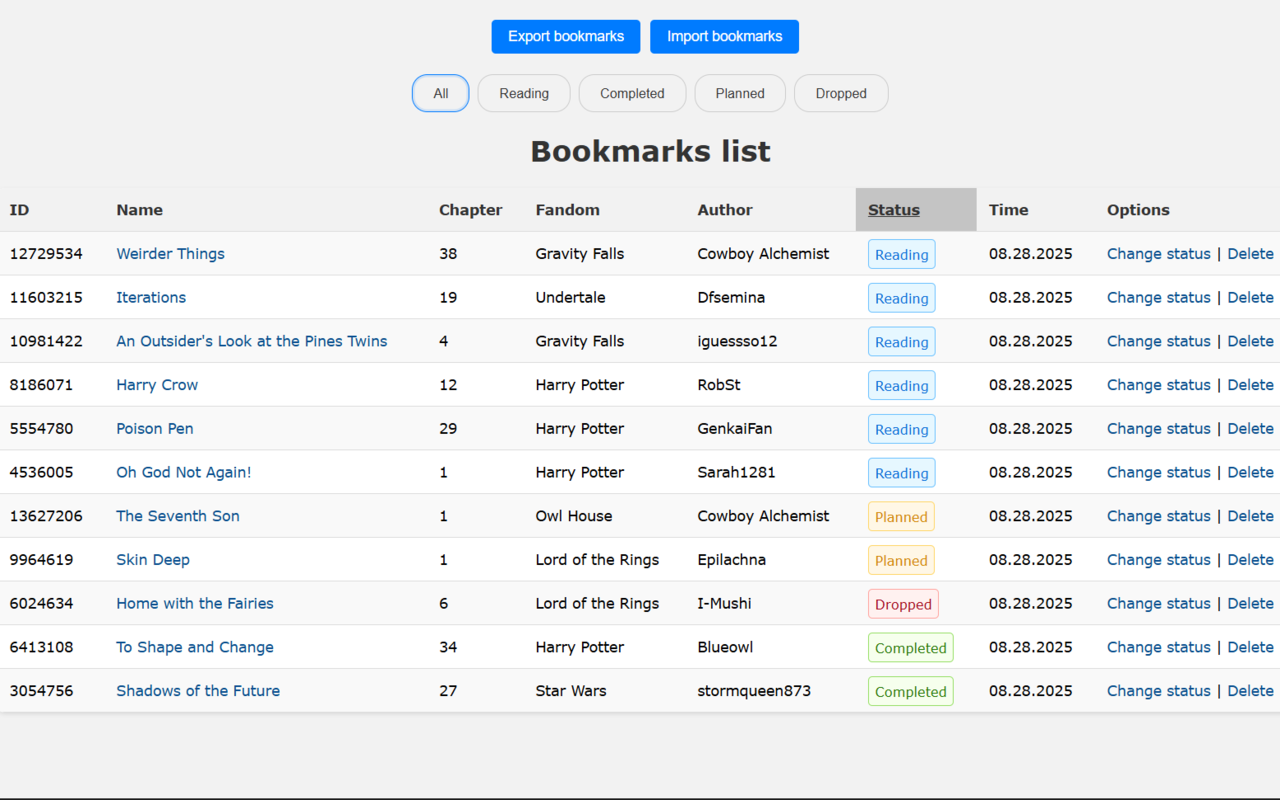 Export bookmarks Import bookmarks
All Reading Completed Planned Dropped
Bookmarks list
ID Name Chapter Fandom Author Status Time Options
12729534 Weirder Things 38 Gravity Falls Cowboy Alchemist Reading 08.28.2025 Change status | Delete
11603215 Iterations 19 Undertale Dfsemina Reading 08.28.2025 Change status | Delete
10981422 An Outsider's Look at the Pines Twins 4 Gravity Falls iguessso12 Reading 08.28.2025 Change status | Delete
8186071 Harry Crow 12 Harry Potter RobSt Reading 08.28.2025 Change status | Delete
5554780 Poison Pen 29 Harry Potter GenkaiFan Reading 08.28.2025 Change status | Delete
4536005 Oh God Not Again! 1 Harry Potter Sarah1281 Reading 08.28.2025 Change status | Delete
13627206 The Seventh Son 1 Owl House Cowboy Alchemist Planned 08.28.2025 Change status | Delete
9964619 Skin Deep 1 Lord of the Rings Epilachna Planned 08.28.2025 Change status | Delete
6024634 Home with the Fairies 6 Lord of the Rings I-Mushi Dropped 08.28.2025 Change status | Delete
6413108 To Shape and Change 34 Harry Potter Blueowl Completed 08.28.2025 Change status | Delete
3054756 Shadows of the Future 27 Star Wars stormqueen873 Completed 08.28.2025 Change status | Delete